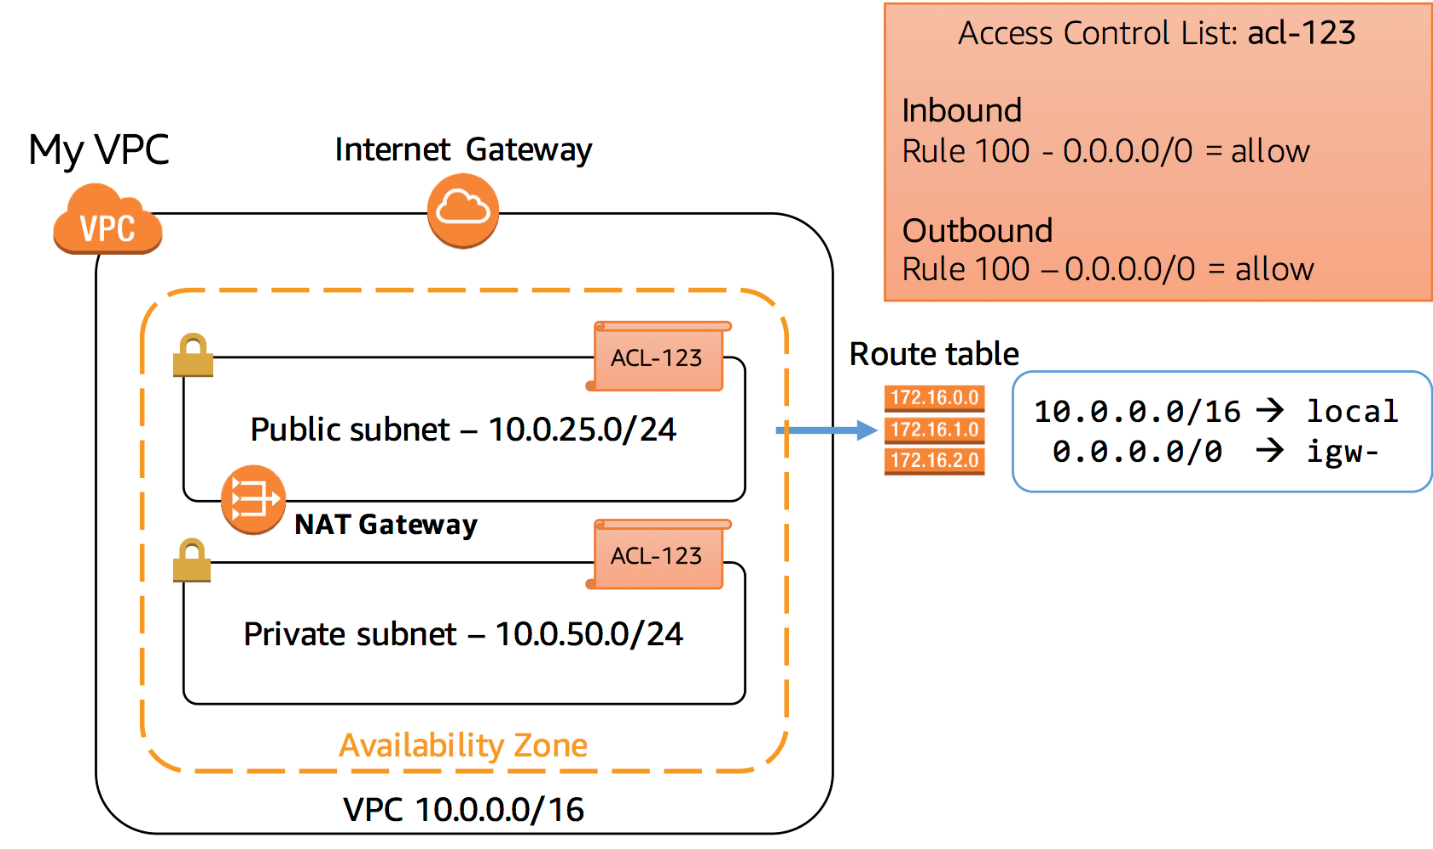 Access Control List: acl-123
Inbound
Rule 100 - 0.0.0.0/0 = allow
Outbound
Rule 100 – 0.0.0.0/0 = allow
My VPC
VPC
Internet Gateway
ACL-123
Public subnet – 10.0.25.0/24
NAT Gateway
ACL-123
Private subnet – 10.0.50.0/24
Availability Zone
VPC 10.0.0.0/16
Route table
172.16.0.0
172.16.1.0
172.16.2.0
10.0.0.0/16 → local
0.0.0.0/0 → igw-